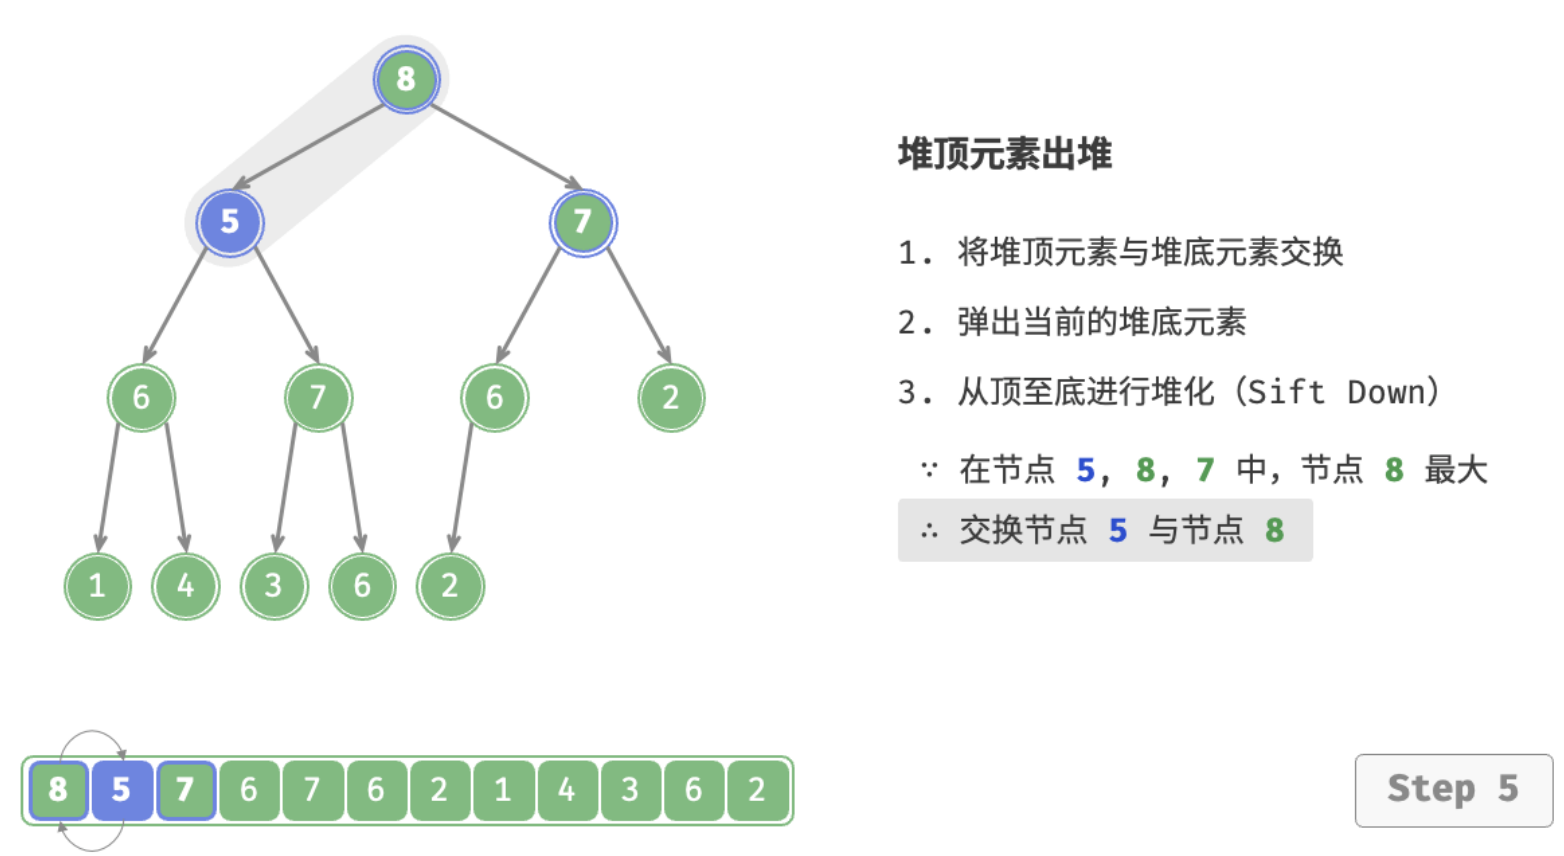 8
堆顶元素出堆
5 7
1. 将堆顶元素与堆底元素交换
2. 弹出当前的堆底元素
6 7 6 2
3. 从顶至底进行堆化（Sift Down）
∵ 在节点 5, 8, 7 中，节点 8 最大
∴ 交换节点 5 与节点 8
1 4 3 6 2
8 5 7 6 7 6 2 1 4 3 6 2
Step 5